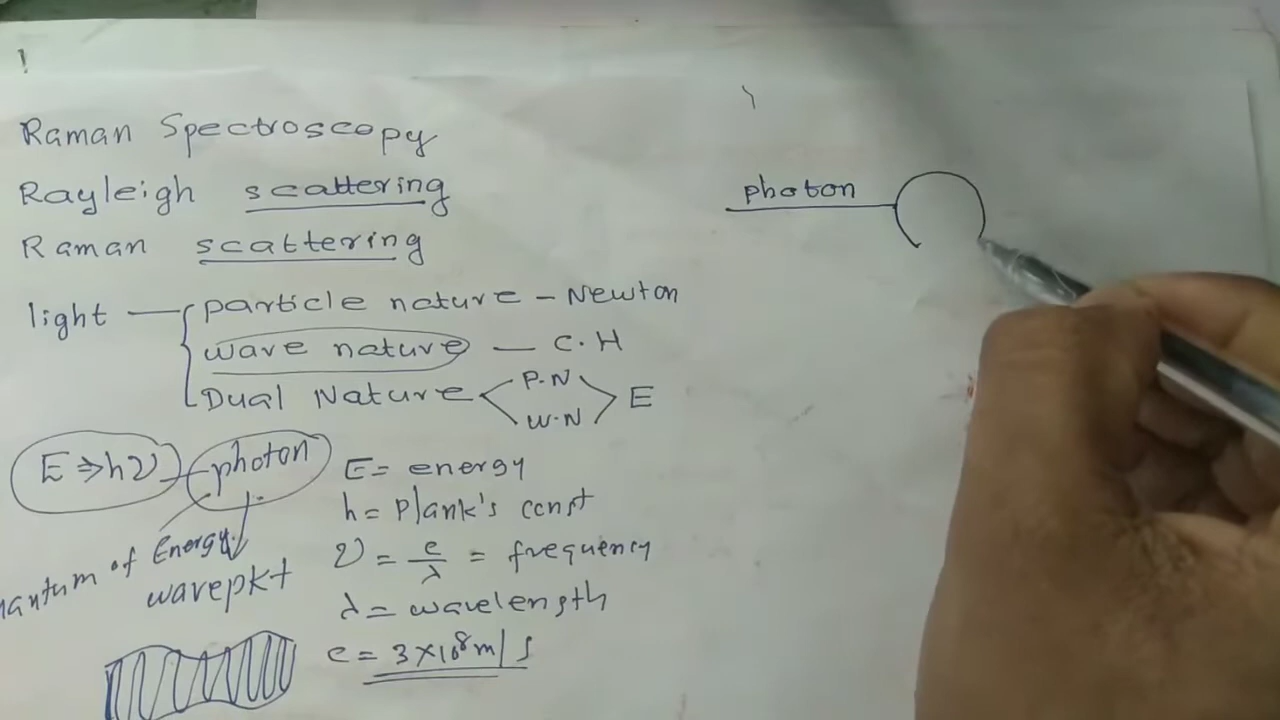 Raman Spectroscopy
Rayleigh scattering
Raman scattering
light — particle nature - Newton
wave nature — C.H
Dual Nature P.N W.N E
E ⇒ hν - photon
Quantum of Energy
wavepkt
E = energy
h = Plank's const
ν = c/λ = frequency
λ = wavelength
c = 3×10⁸ m/s
photon